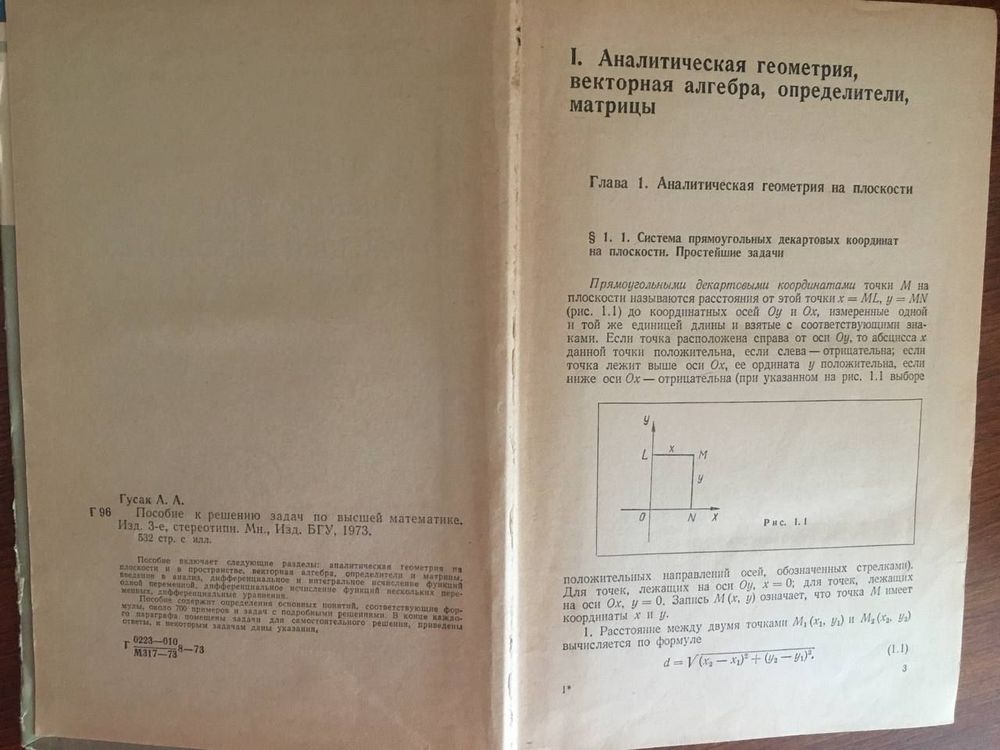 Гусак А. А.
Г 96 Пособие к решению задач по высшей математике.
Изд. 3-е, стереотипн. Мн., Изд. БГУ, 1973.
532 стр. с илл.
Пособие включает следующие разделы: аналитическая геометрия на
плоскости и в пространстве, векторная алгебра, определители и матрицы,
введение в анализ, дифференциальное и интегральное исчисление функций
одной переменной, дифференциальное исчисление функций нескольких пере-
менных, дифференциальные уравнения.
Пособие содержит определения основных понятий, соответствующие фор-
мулы, около 700 примеров и задач с подробными решениями. В конце каждо-
го параграфа помещены задачи для самостоятельного решения, приведены
ответы, к некоторым задачам даны указания.
Г 0223—010 8—73
М317—73
I. Аналитическая геометрия,
векторная алгебра, определители,
матрицы
Глава 1. Аналитическая геометрия на плоскости
§ 1. 1. Система прямоугольных декартовых координат
на плоскости. Простейшие задачи
Прямоугольными декартовыми координатами точки M на
плоскости называются расстояния от этой точки x = ML, y = MN
(рис. 1.1) до координатных осей Oy и Ox, измеренные одной
и той же единицей длины и взятые с соответствующими зна-
ками. Если точка расположена справа от оси Oy, то абсцисса x
данной точки положительна, если слева — отрицательна; если
точка лежит выше оси Ox, ее ордината y положительна, если
ниже оси Ox — отрицательна (при указанном на рис. 1.1 выборе
y
L x M
y
0 N x
Рис. 1.1
положительных направлений осей, обозначенных стрелками).
Для точек, лежащих на оси Oy, x = 0; для точек, лежащих
на оси Ox, y = 0. Запись M (x, y) означает, что точка M имеет
координаты x и y.
1. Расстояние между двумя точками M₁ (x₁, y₁) и M₂ (x₂, y₂)
вычисляется по формуле
d = √(x₂ — x₁)² + (y₂ — y₁)². (1.1)
1* 3